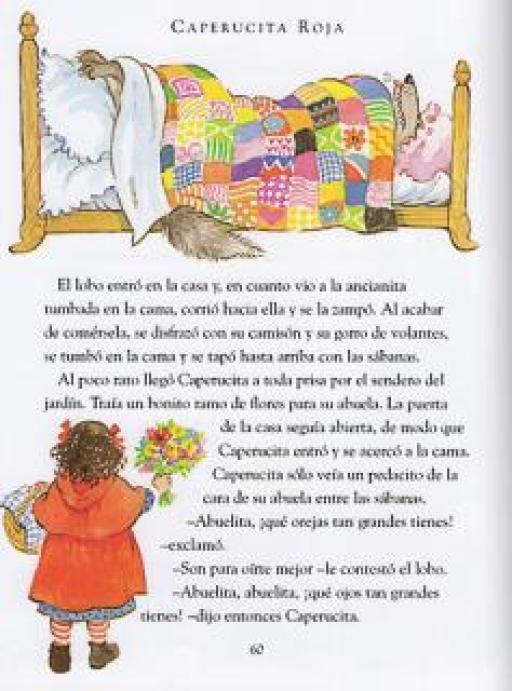 CAPERUCITA ROJA
El lobo entró en la casa y, en cuanto vio a la ancianita
tumbada en la cama, corrió hacia ella y se la zampó. Al acabar
de comérsela, se disfrazó con su camisón y su gorro de volantes,
se tumbó en la cama y se tapó hasta arriba con las sábanas.
Al poco rato llegó Caperucita a toda prisa por el sendero del
jardín. Traía un bonito ramo de flores para su abuela. La puerta
de la casa seguía abierta, de modo que
Caperucita entró y se acercó a la cama.
Caperucita sólo veía un pedacito de la
cara de su abuela entre las sábanas.
–Abuelita, ¡qué orejas tan grandes tienes!
–exclamó.
–Son para oírte mejor –le contestó el lobo.
–Abuelita, abuelita, ¡qué ojos tan grandes
tienes! –dijo entonces Caperucita.
60